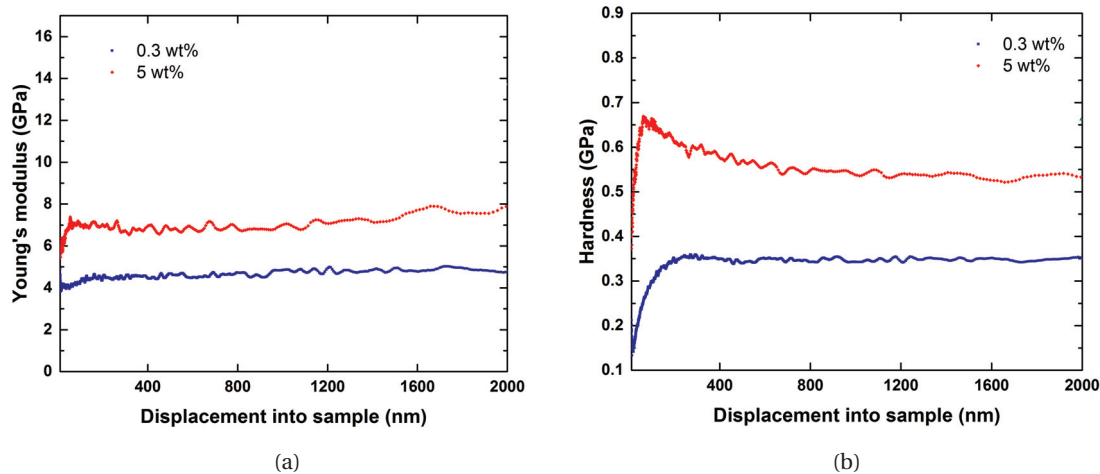 16
14
12
10
8
6
4
2
0
Young's modulus (GPa)
0.3 wt%
5 wt%
400
800
1200
1600
2000
Displacement into sample (nm)
(a)
0.9
0.8
0.7
0.6
0.5
0.4
0.3
0.2
0.1
Hardness (GPa)
0.3 wt%
5 wt%
400
800
1200
1600
2000
Displacement into sample (nm)
(b)